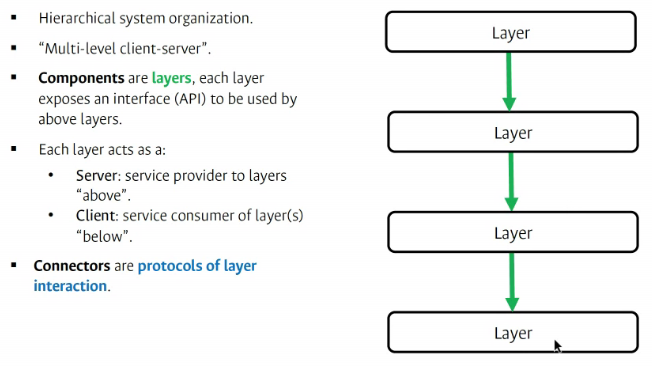 ▪ Hierarchical system organization.
▪ “Multi-level client-server”.
▪ Components are layers, each layer
exposes an interface (API) to be used by
above layers.
▪ Each layer acts as a:
• Server: service provider to layers
“above”.
• Client: service consumer of layer(s)
“below”.
▪ Connectors are protocols of layer
interaction.
Layer
Layer
Layer
Layer